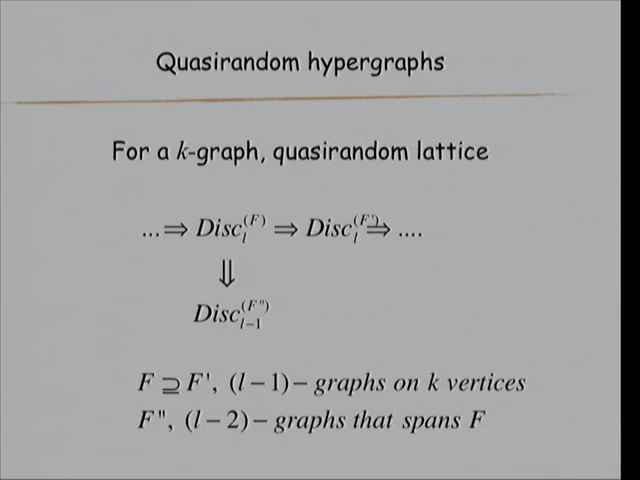 Quasirandom hypergraphs
For a k-graph, quasirandom lattice
...⇒ Disc_l^(F) ⇒ Disc_l^(F') ⇒ ....
⇓
Disc_{l-1}^(F")
F ⊇ F', (l-1)-graphs on k vertices
F", (l-2)-graphs that spans F